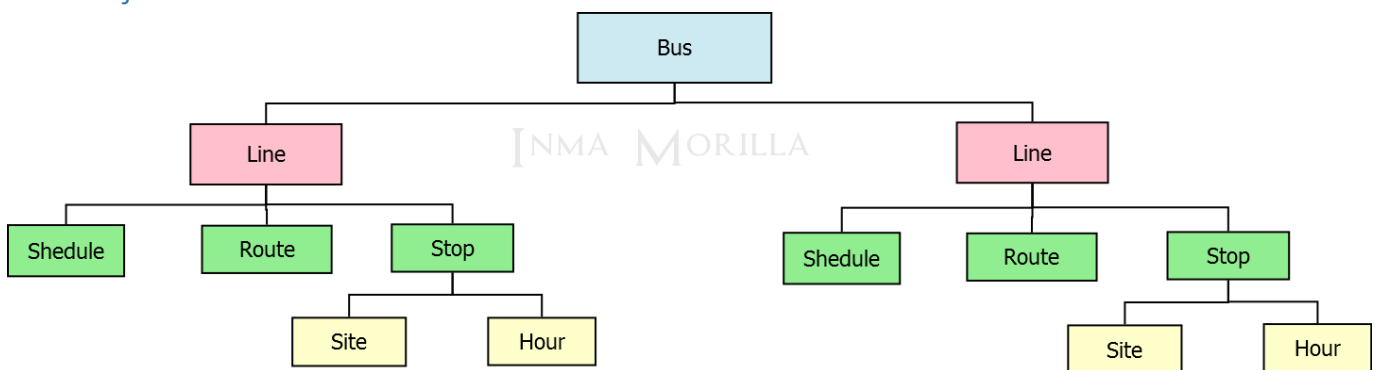 Bus
INMA MORILLA
Line
Line
Shedule
Route
Stop
Shedule
Route
Stop
Site
Hour
Site
Hour